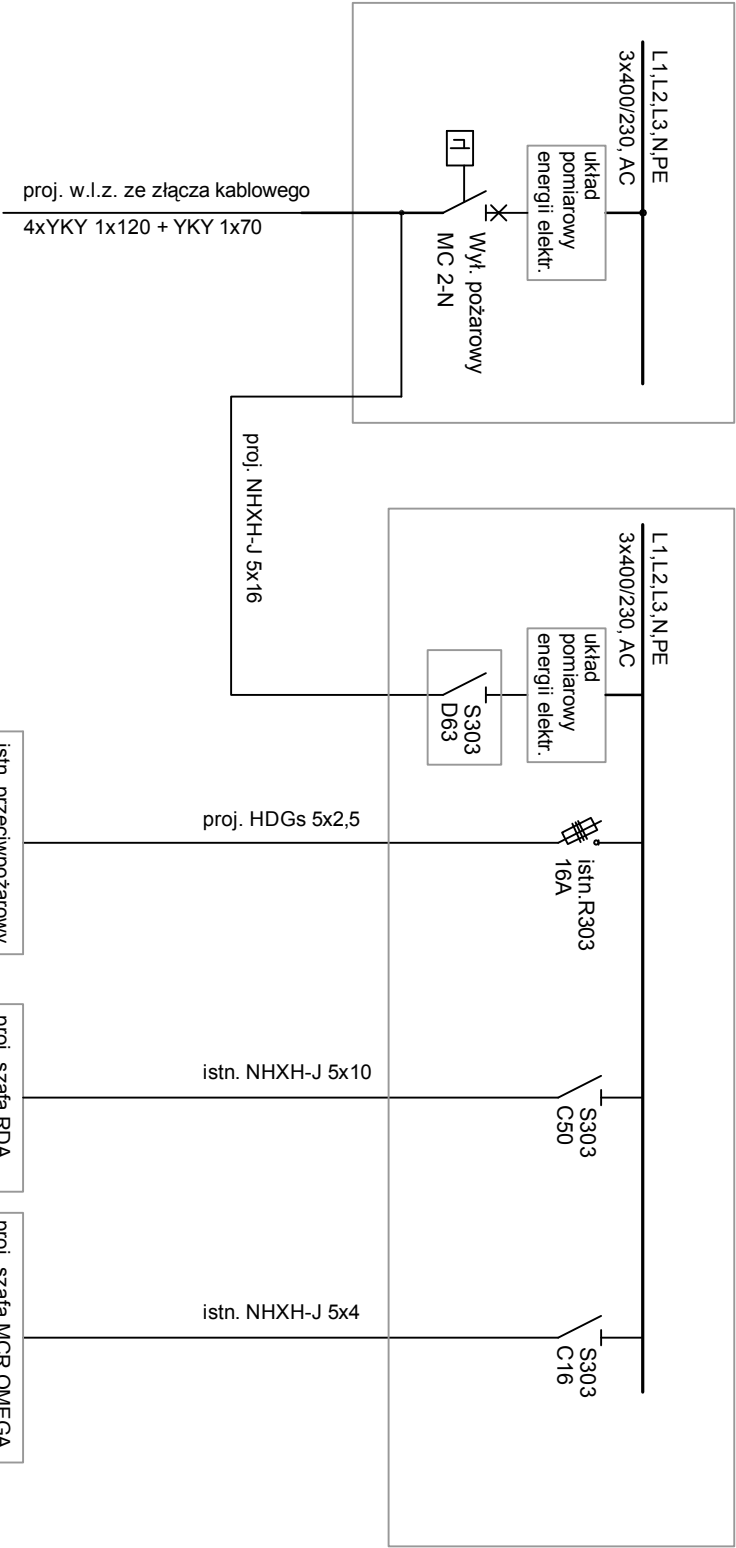 L1,L2,L3,N,PE
3x400/230, AC
układ
pomiarowy
energii elektr.
Wył. pożarowy
MC 2-N
proj. w.l.z. ze złącza kablowego
4xYKY 1x120 + YKY 1x70
proj. NHXH-J 5x16
L1,L2,L3,N,PE
3x400/230, AC
układ
pomiarowy
energii elektr.
S303
D63
istn.R303
16A
proj. HDGs 5x2,5
istn. przeciwpożarowy
S303
C50
istn. NHXH-J 5x10
proj. szafa RDA
S303
C16
istn. NHXH-J 5x4
proj. szafa MCR OMEGA